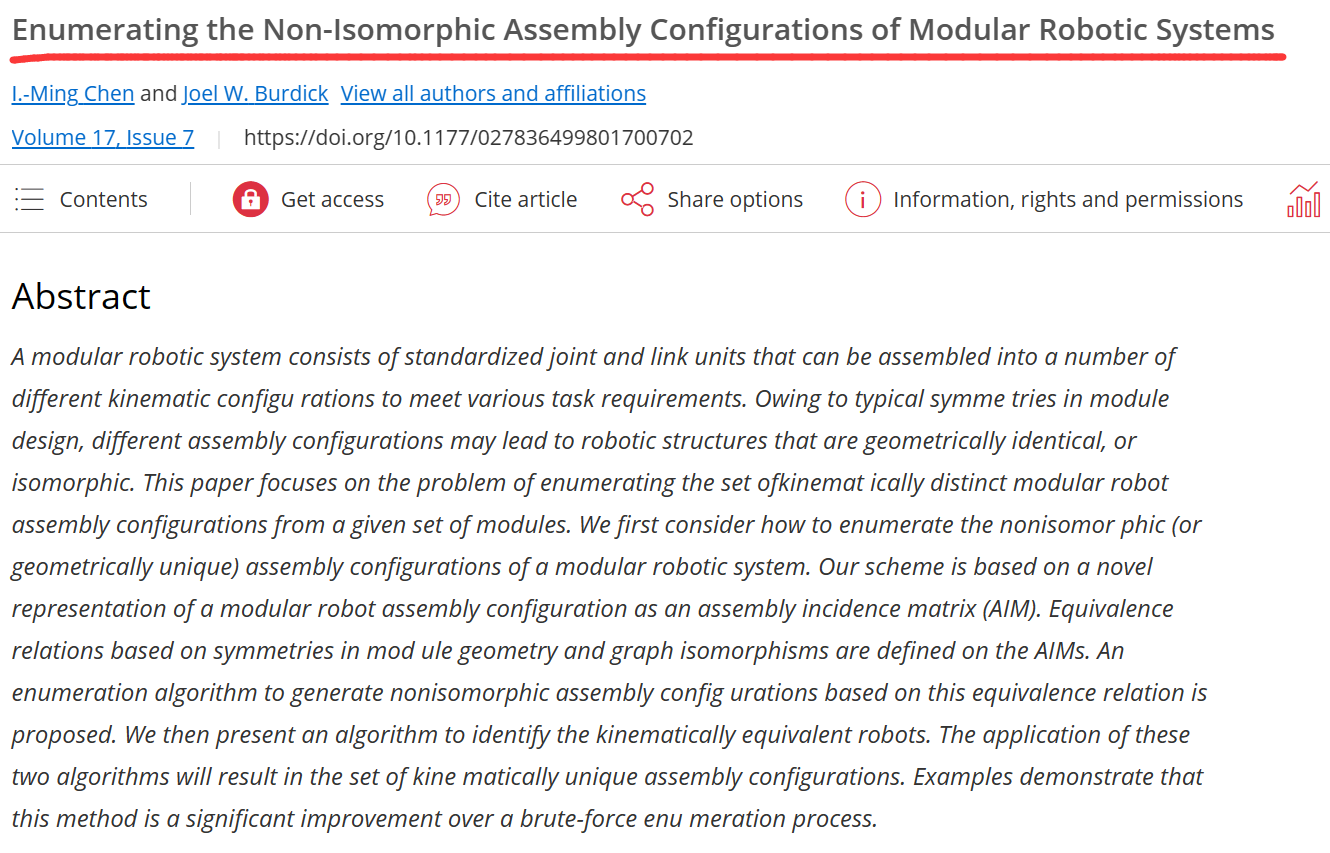 Enumerating the Non-Isomorphic Assembly Configurations of Modular Robotic Systems
I.-Ming Chen and Joel W. Burdick View all authors and affiliations
Volume 17, Issue 7 https://doi.org/10.1177/027836499801700702
Contents Get access Cite article Share options Information, rights and permissions
Abstract
A modular robotic system consists of standardized joint and link units that can be assembled into a number of
different kinematic configu rations to meet various task requirements. Owing to typical symme tries in module
design, different assembly configurations may lead to robotic structures that are geometrically identical, or
isomorphic. This paper focuses on the problem of enumerating the set ofkinemat ically distinct modular robot
assembly configurations from a given set of modules. We first consider how to enumerate the nonisomor phic (or
geometrically unique) assembly configurations of a modular robotic system. Our scheme is based on a novel
representation of a modular robot assembly configuration as an assembly incidence matrix (AIM). Equivalence
relations based on symmetries in mod ule geometry and graph isomorphisms are defined on the AIMs. An
enumeration algorithm to generate nonisomorphic assembly config urations based on this equivalence relation is
proposed. We then present an algorithm to identify the kinematically equivalent robots. The application of these
two algorithms will result in the set of kine matically unique assembly configurations. Examples demonstrate that
this method is a significant improvement over a brute-force enu meration process.